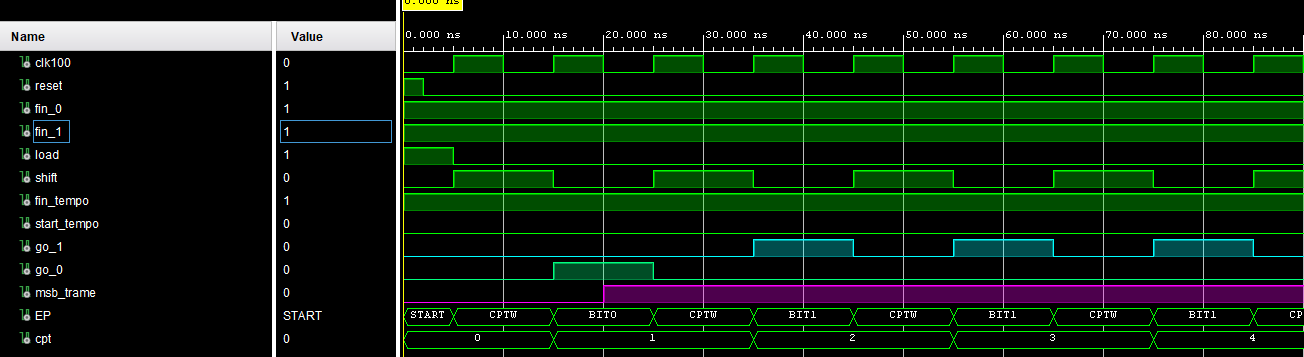 0.000 ns
Name Value
0.000 ns 10.000 ns 20.000 ns 30.000 ns 40.000 ns 50.000 ns 60.000 ns 70.000 ns 80.000 ns
clk100 0
reset 1
fin_0 1
fin_1 1
load 1
shift 0
fin_tempo 1
start_tempo 0
go_1 0
go_0 0
msb_trame 0
EP START START CPTW BIT0 CPTW BIT1 CPTW BIT1 CPTW BIT1 CP
cpt 0 0 1 2 3 4